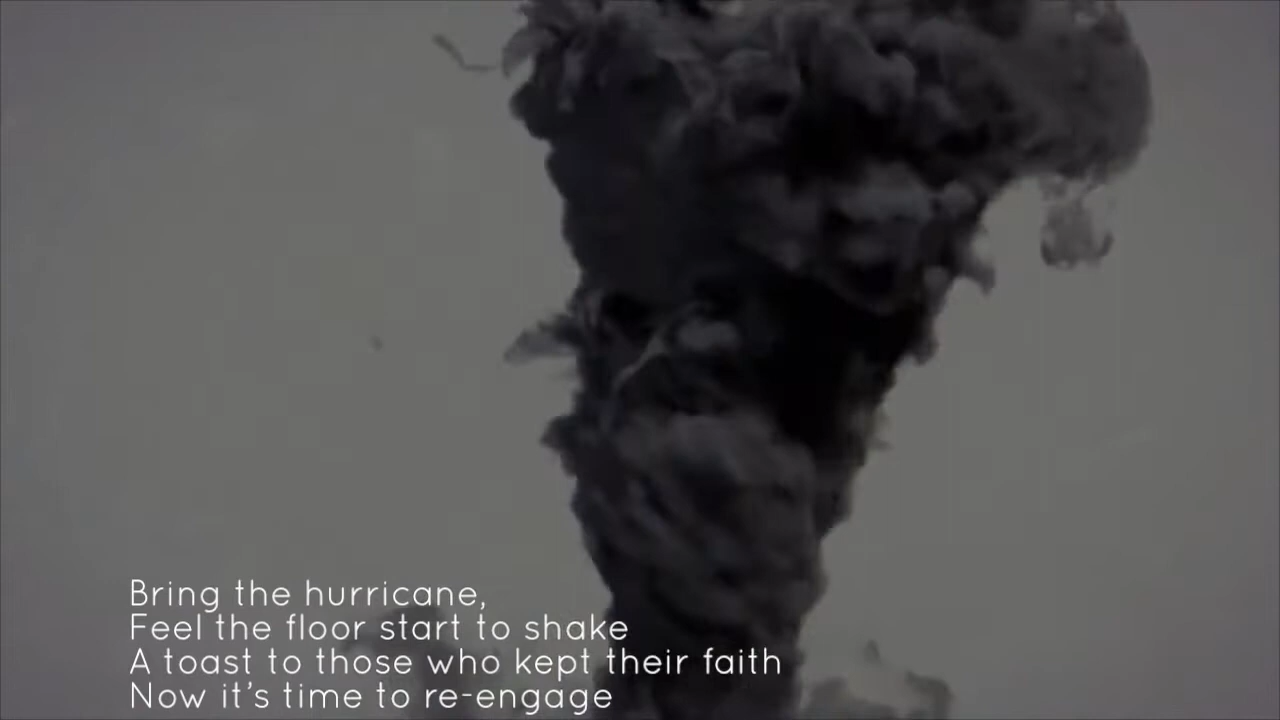 Bring the hurricane,
Feel the floor start to shake
A toast to those who kept their faith
Now it's time to re-engage